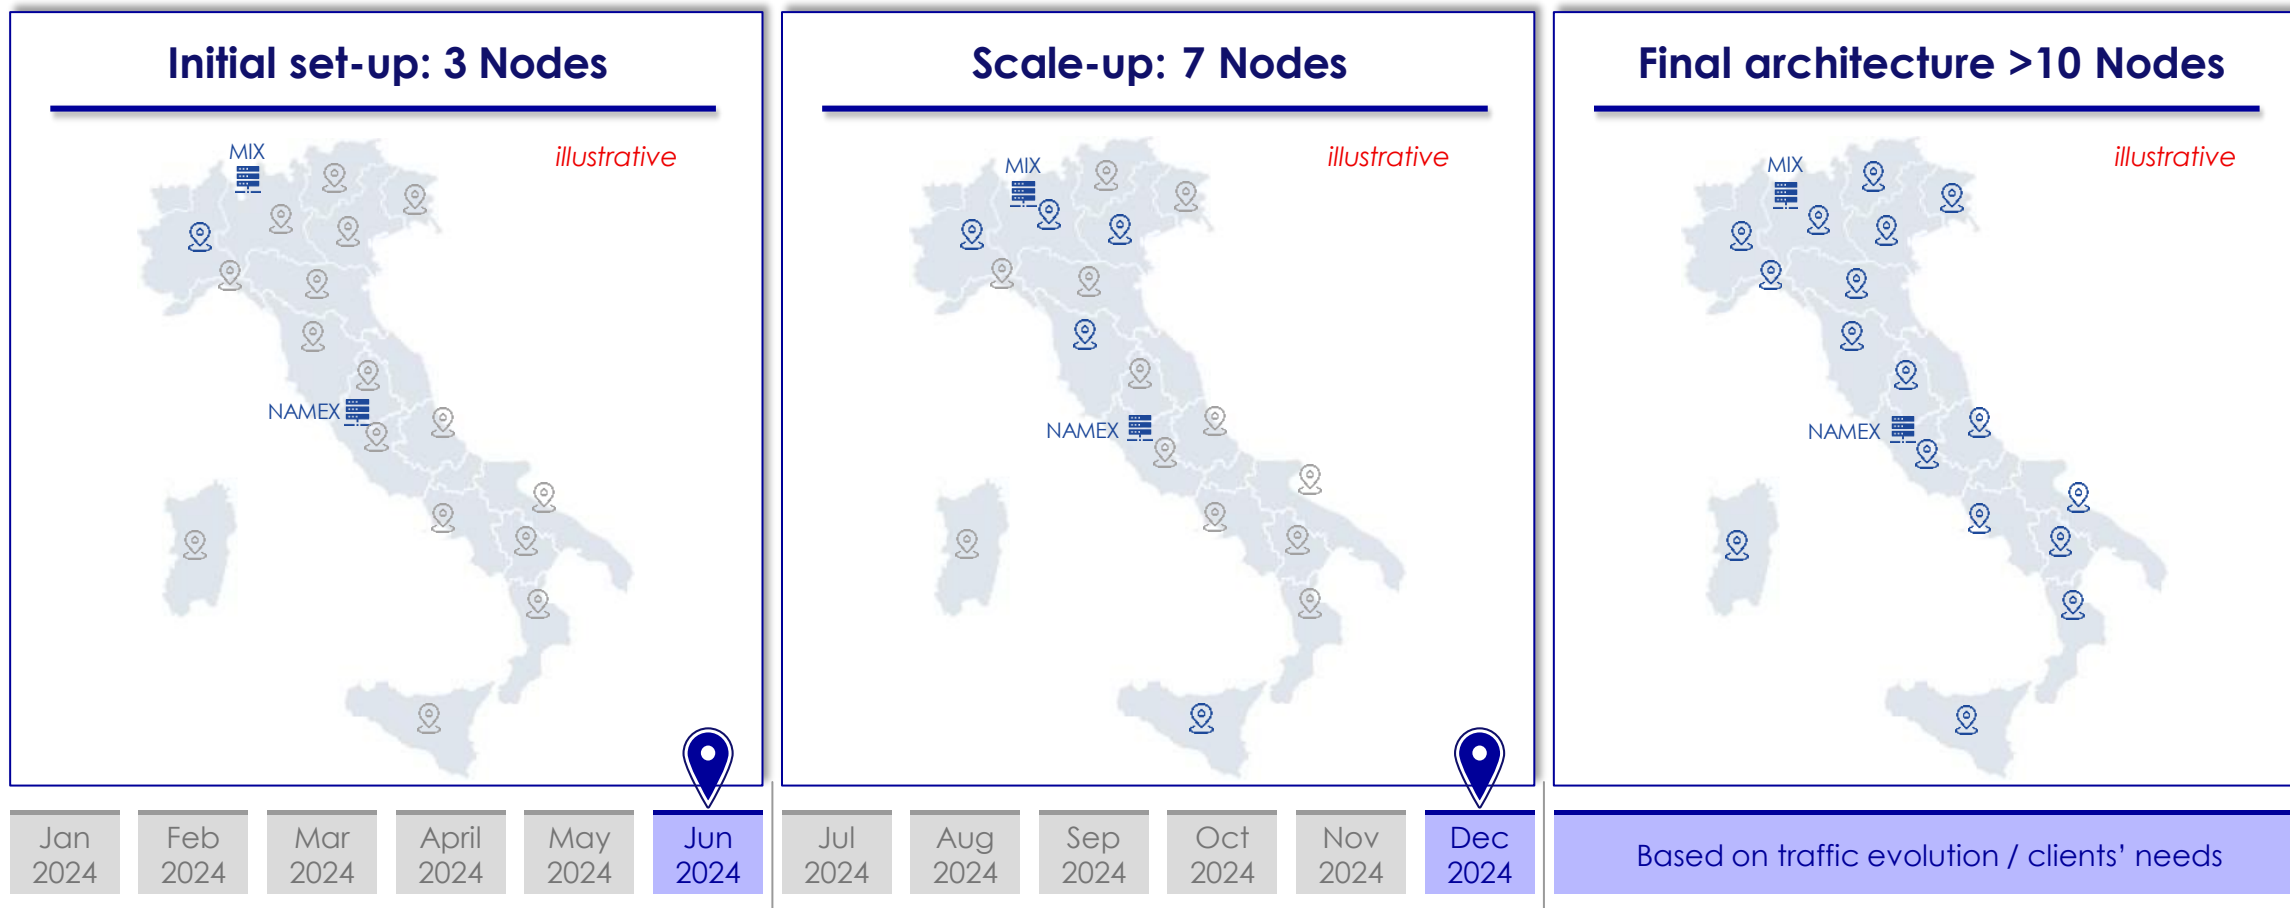 Initial set-up: 3 Nodes
illustrative
MIX
NAMEX
Jan
2024
Feb
2024
Mar
2024
April
2024
May
2024
Jun
2024
Scale-up: 7 Nodes
illustrative
MIX
NAMEX
Jul
2024
Aug
2024
Sep
2024
Oct
2024
Nov
2024
Dec
2024
Final architecture >10 Nodes
illustrative
MIX
NAMEX
Based on traffic evolution / clients’ needs